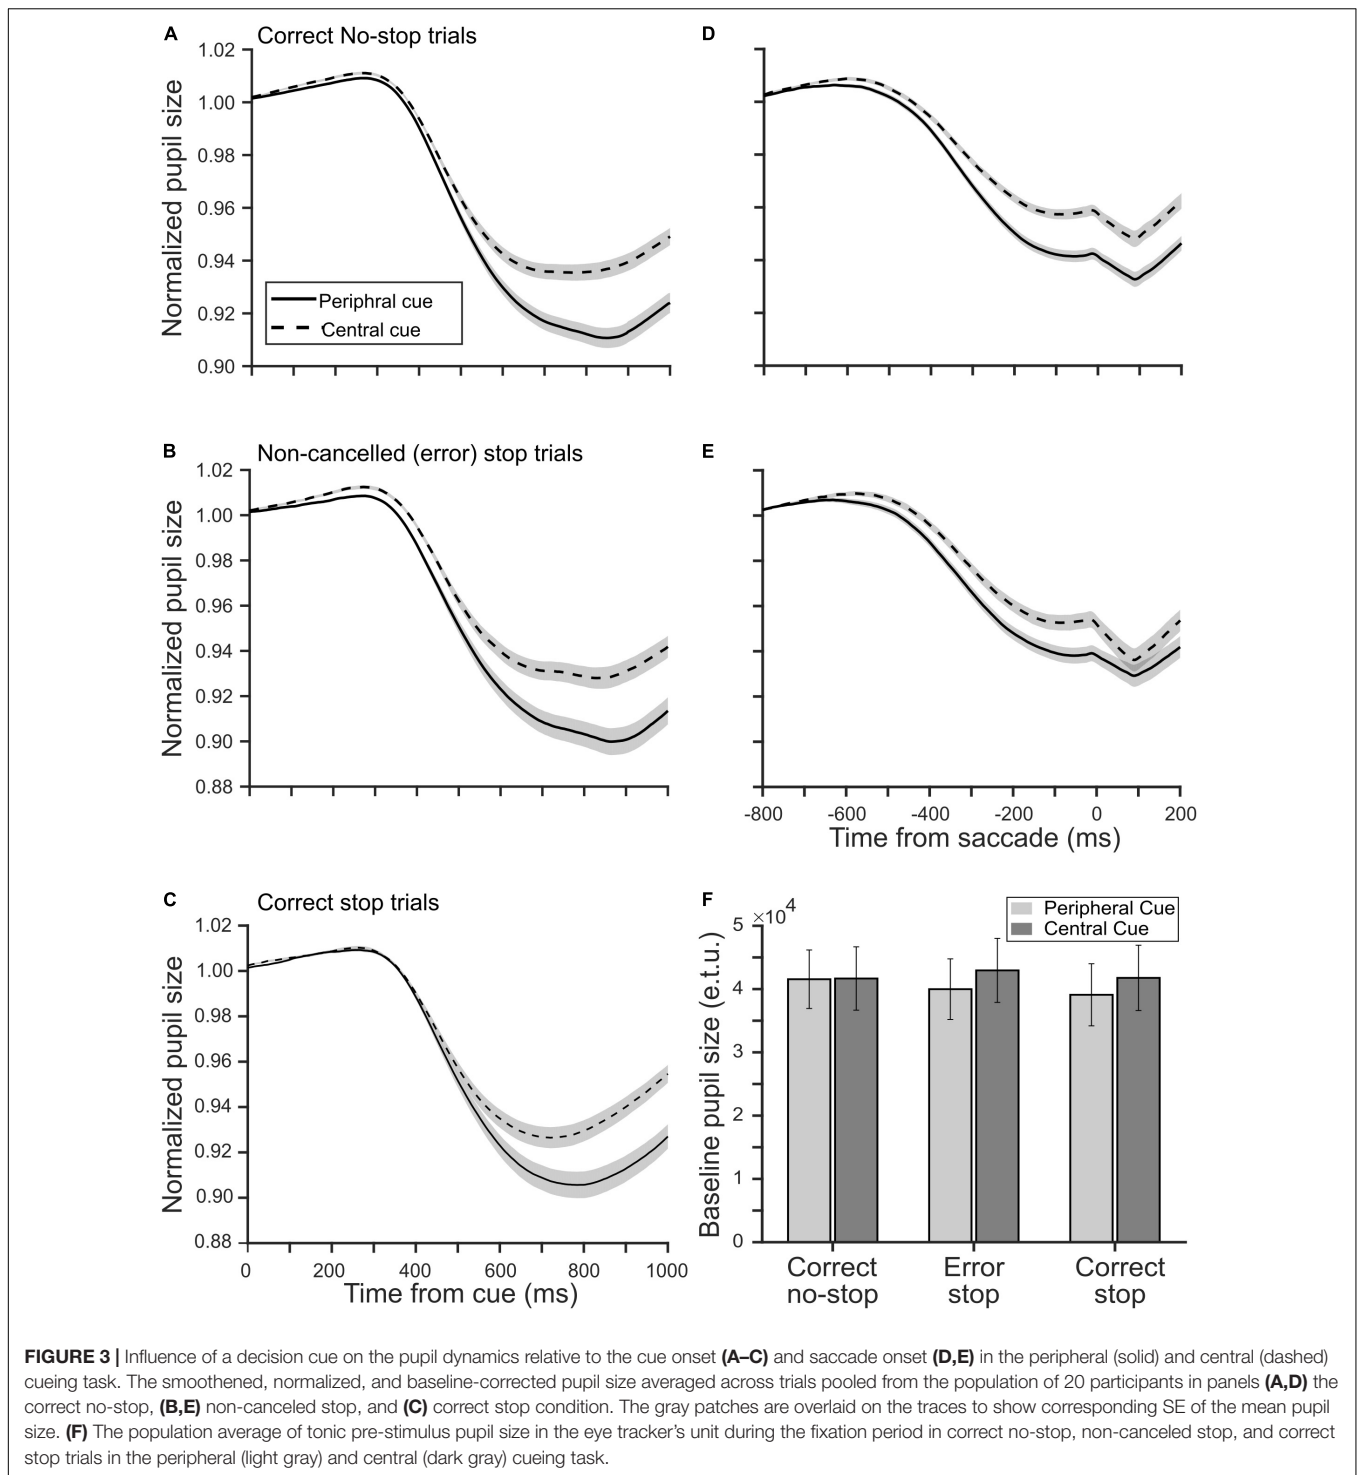 A
Correct No-stop trials
D
1.02
1.00
0.98
0.96
0.94
0.92
0.90
Normalized pupil size
Periphral cue
Central cue
B
Non-cancelled (error) stop trials
E
1.02
1.00
0.98
0.96
0.94
0.92
0.90
0.88
Normalized pupil size
-800 -600 -400 -200 0 200
Time from saccade (ms)
C
Correct stop trials
1.02
1.00
0.98
0.96
0.94
0.92
0.90
0.88
Normalized pupil size
0 200 400 600 800 1000
Time from cue (ms)
F
×10⁴
Peripheral Cue
Central Cue
5
4
3
2
1
0
Baseline pupil size (e.t.u.)
Correct no-stop
Error stop
Correct stop
FIGURE 3 | Influence of a decision cue on the pupil dynamics relative to the cue onset (A–C) and saccade onset (D,E) in the peripheral (solid) and central (dashed)
cueing task. The smoothened, normalized, and baseline-corrected pupil size averaged across trials pooled from the population of 20 participants in panels (A,D) the
correct no-stop, (B,E) non-canceled stop, and (C) correct stop condition. The gray patches are overlaid on the traces to show corresponding SE of the mean pupil
size. (F) The population average of tonic pre-stimulus pupil size in the eye tracker's unit during the fixation period in correct no-stop, non-canceled stop, and correct
stop trials in the peripheral (light gray) and central (dark gray) cueing task.